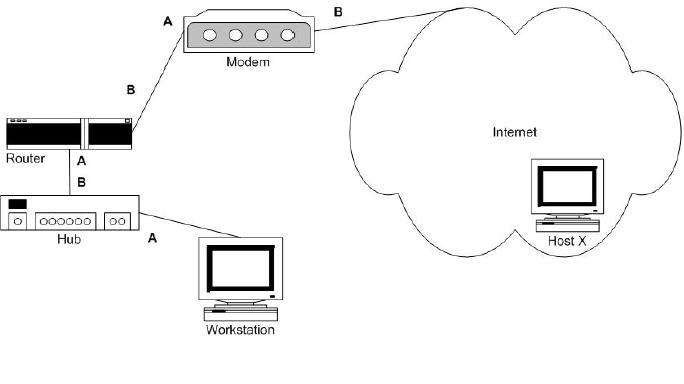 A
B
Modem
B
Internet
Router
A
B
Host X
Hub
A
Workstation